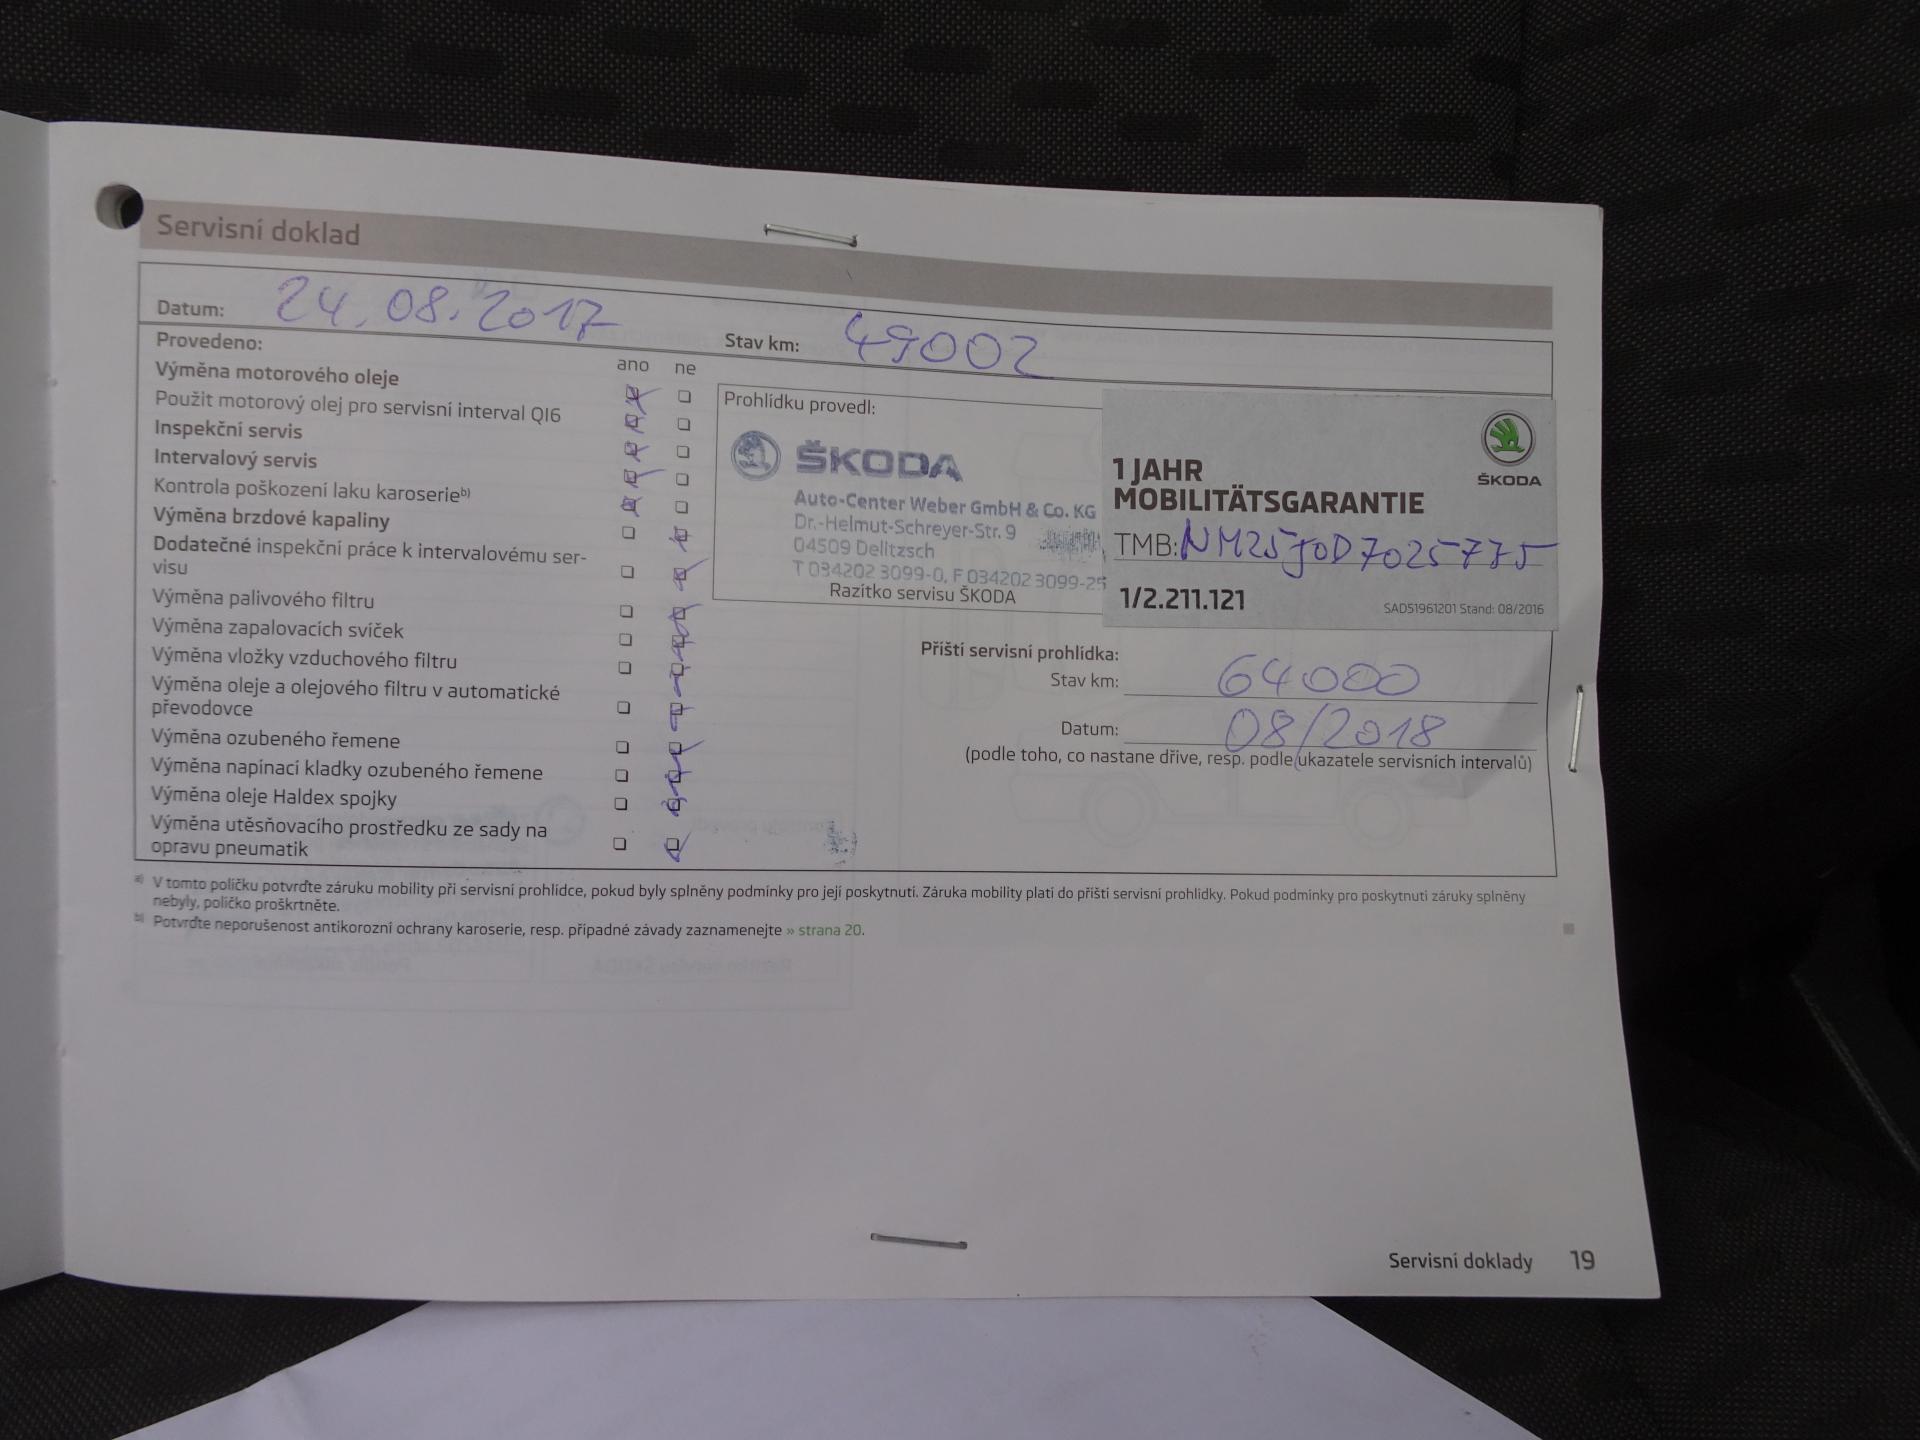 Servisní doklad
Datum: 24.08.2017
Stav km: 49002
Provedeno:
ano ne
Výměna motorového oleje
Použit motorový olej pro servisní interval QI6
Inspekční servis
Intervalový servis
Kontrola poškození laku karoserieb)
Výměna brzdové kapaliny
Dodatečné inspekční práce k intervalovému ser-
visu
Výměna palivového filtru
Výměna zapalovacích svíček
Výměna vložky vzduchového filtru
Výměna oleje a olejového filtru v automatické
převodovce
Výměna ozubeného řemene
Výměna napínací kladky ozubeného řemene
Výměna oleje Haldex spojky
Výměna utěsňovacího prostředku ze sady na
opravu pneumatik
Prohlídku provedl:
ŠKODA
Auto-Center Weber GmbH & Co. KG
Dr.-Helmut-Schreyer-Str. 9
04509 Delitzsch
T 034202 3099-0, F 034202 3099-25
Razítko servisu ŠKODA
ŠKODA
1 JAHR
MOBILITÄTSGARANTIE
TMB: NM25J0D7025775
1/2.211.121
SAD51961201 Stand: 08/2016
Příští servisní prohlídka:
Stav km: 64000
Datum: 08/2018
(podle toho, co nastane dříve, resp. podle ukazatele servisních intervalů)
a) V tomto políčku potvrďte záruku mobility při servisní prohlídce, pokud byly splněny podmínky pro její poskytnutí. Záruka mobility platí do příští servisní prohlídky. Pokud podmínky pro poskytnutí záruky splněny
nebyly, políčko proškrtněte.
b) Potvrďte neporušenost antikorozní ochrany karoserie, resp. případné závady zaznamenejte » strana 20.
Servisní doklady 19